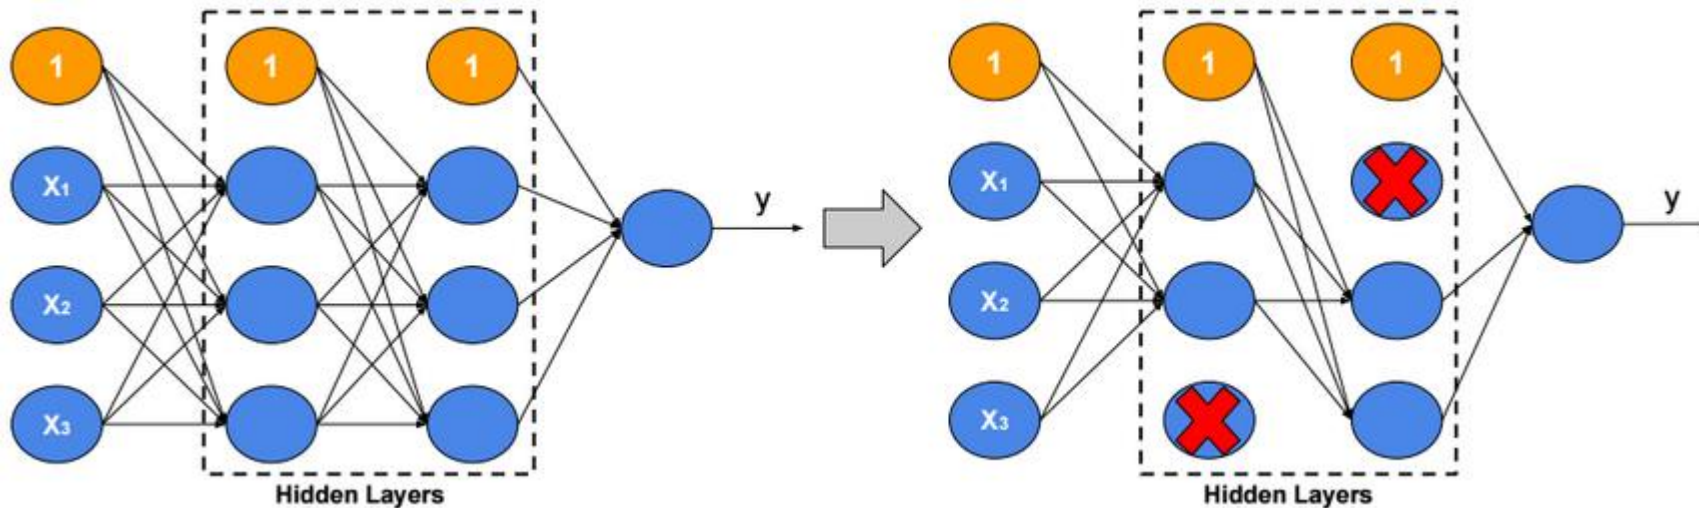 1 1 1 1 1 1
X₁ X₁
y y
X₂ X₂
X₃ X₃
Hidden Layers Hidden Layers